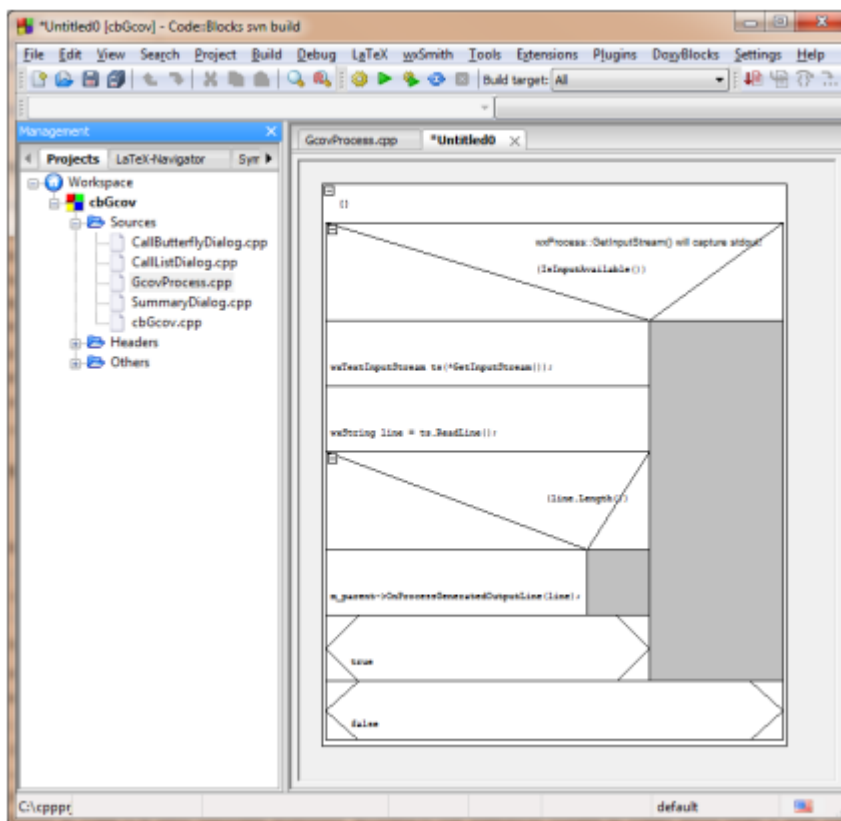 *Untitled0 [cbGcov] - Code::Blocks svn build
File Edit View Search Project Build Debug LaTeX wxSmith Tools Extensions Plugins DoxyBlocks Settings Help
Build target: All
Management
Projects LaTeX-Navigator Syr
GcovProcess.cpp *Untitled0
Workspace
cbGcov
Sources
CallButterflyDialog.cpp
CallListDialog.cpp
GcovProcess.cpp
SummaryDialog.cpp
cbGcov.cpp
Headers
Others
()
wxProcess::GetInputStream() will capture stdout
(IsInputAvailable())
wxTextInputStream ts(*GetInputStream());
wxString line = ts.ReadLine();
(line.Length())
m_parent->OnProcessGeneratedOutputLine(line);
true
false
C:\cpppr
default